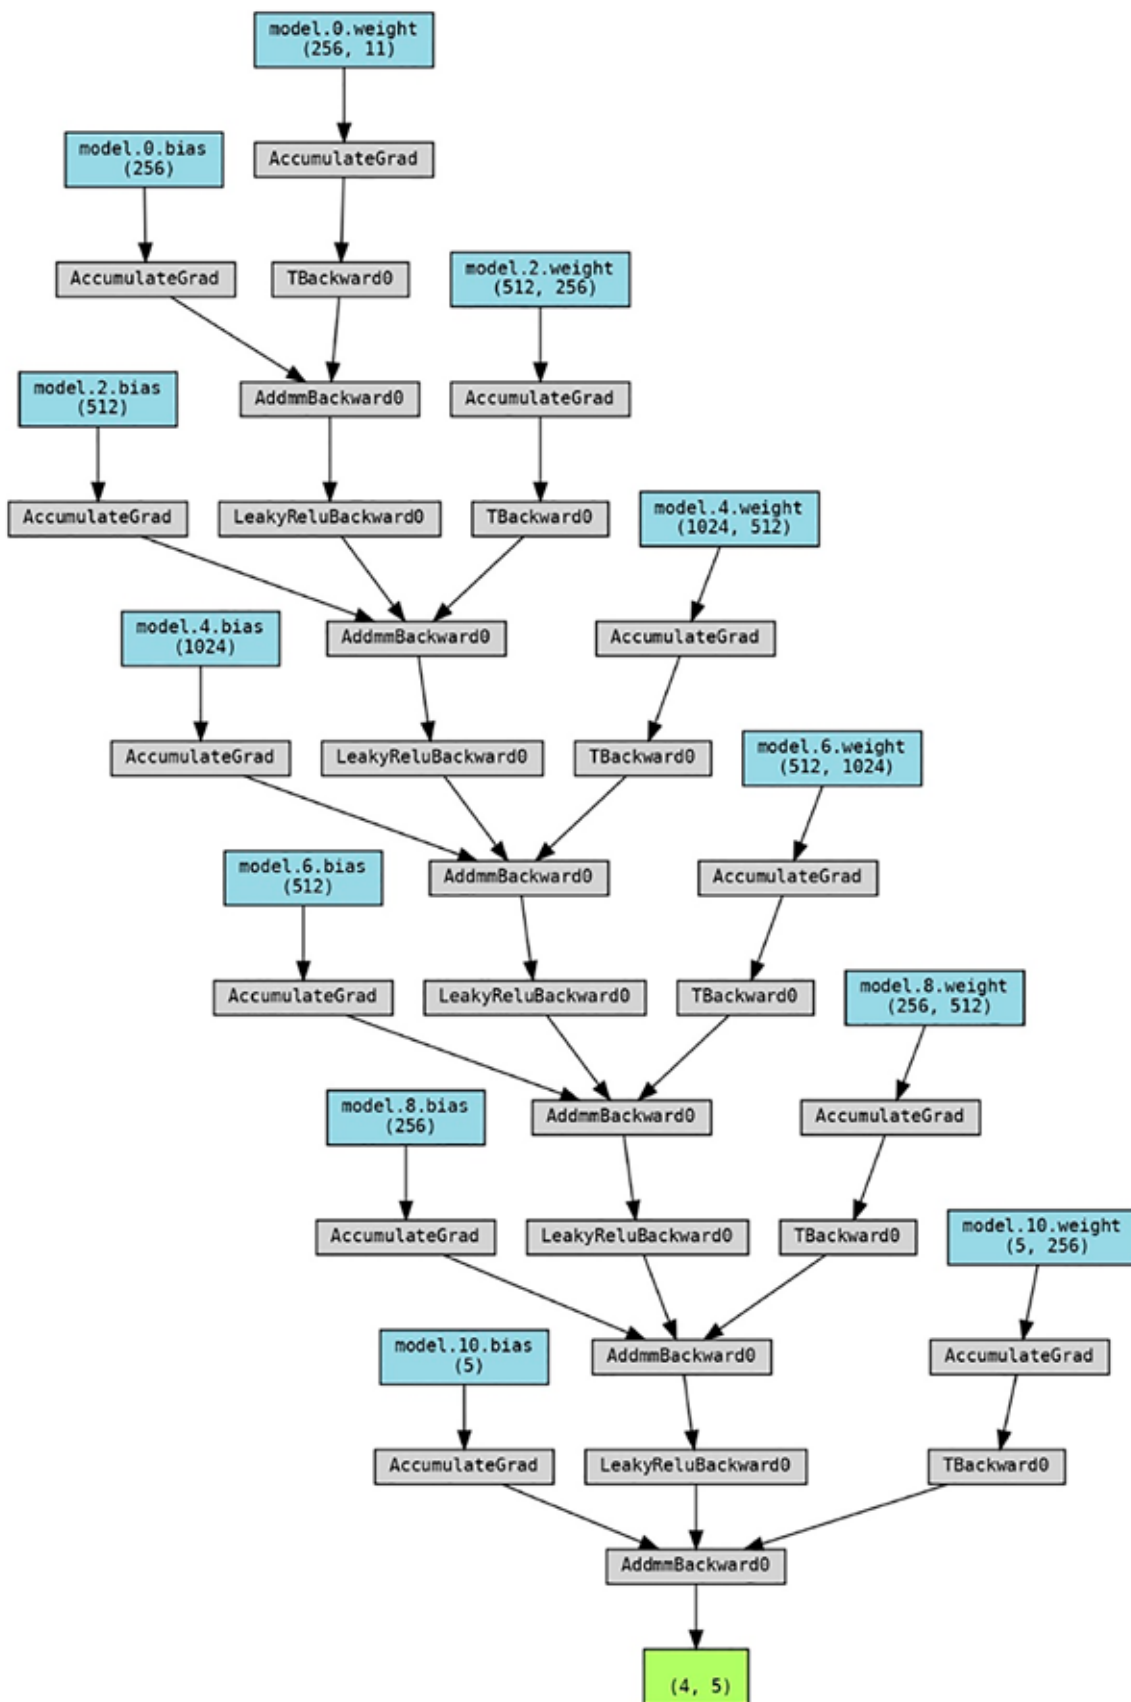 model.0.weight
(256, 11)
model.0.bias
(256)
AccumulateGrad
AccumulateGrad
TBackward0
model.2.weight
(512, 256)
model.2.bias
(512)
AddmmBackward0
AccumulateGrad
AccumulateGrad
LeakyReluBackward0
TBackward0
model.4.weight
(1024, 512)
model.4.bias
(1024)
AddmmBackward0
AccumulateGrad
AccumulateGrad
LeakyReluBackward0
TBackward0
model.6.weight
(512, 1024)
model.6.bias
(512)
AddmmBackward0
AccumulateGrad
AccumulateGrad
LeakyReluBackward0
TBackward0
model.8.weight
(256, 512)
model.8.bias
(256)
AddmmBackward0
AccumulateGrad
AccumulateGrad
LeakyReluBackward0
TBackward0
model.10.weight
(5, 256)
model.10.bias
(5)
AddmmBackward0
AccumulateGrad
AccumulateGrad
LeakyReluBackward0
TBackward0
AddmmBackward0
(4, 5)